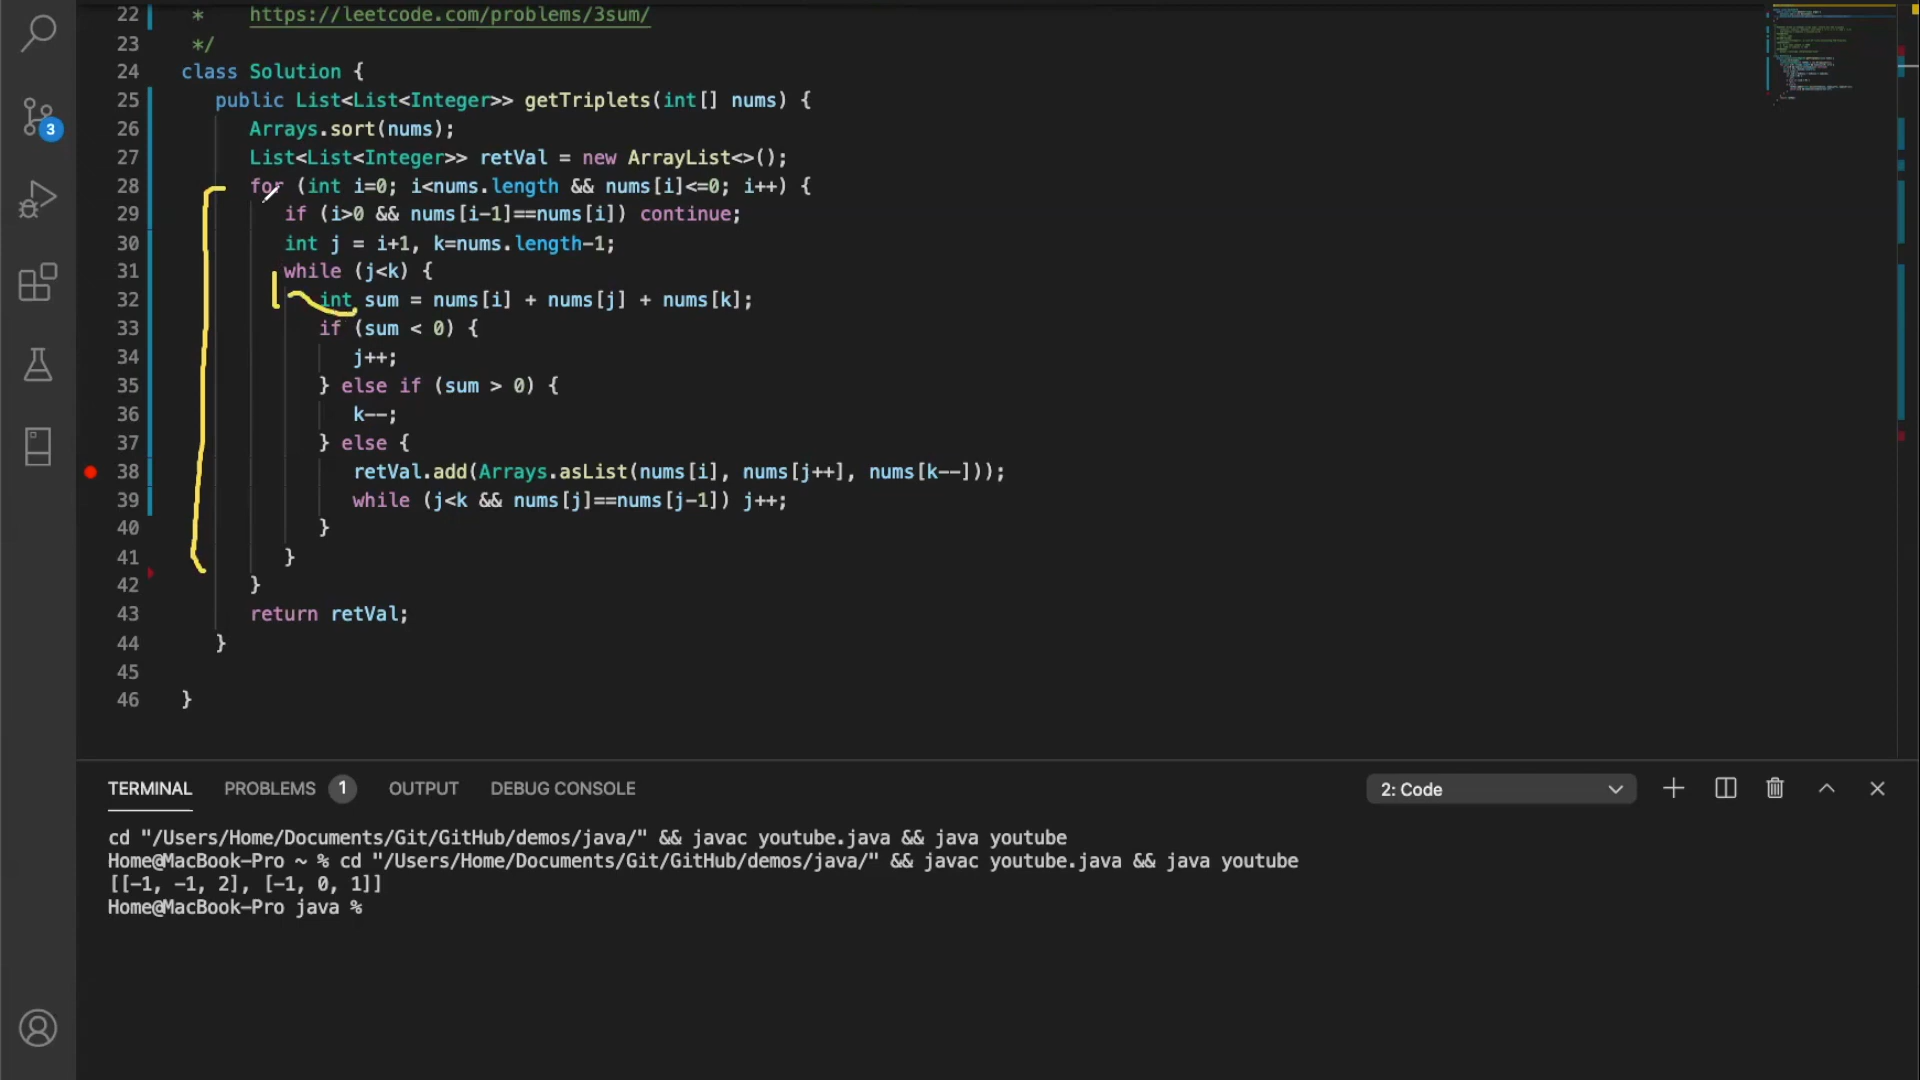 22 * https://leetcode.com/problems/3sum/
23 */
24 class Solution {
25 public List<List<Integer>> getTriplets(int[] nums) {
26 Arrays.sort(nums);
27 List<List<Integer>> retVal = new ArrayList<>();
28 for (int i=0; i<nums.length && nums[i]<=0; i++) {
29 if (i>0 && nums[i-1]==nums[i]) continue;
30 int j = i+1, k=nums.length-1;
31 while (j<k) {
32 int sum = nums[i] + nums[j] + nums[k];
33 if (sum < 0) {
34 j++;
35 } else if (sum > 0) {
36 k--;
37 } else {
38 retVal.add(Arrays.asList(nums[i], nums[j++], nums[k--]));
39 while (j<k && nums[j]==nums[j-1]) j++;
40 }
41 }
42 }
43 return retVal;
44 }
45
46 }
3
TERMINAL PROBLEMS 1 OUTPUT DEBUG CONSOLE 2: Code
cd "/Users/Home/Documents/Git/GitHub/demos/java/" && javac youtube.java && java youtube
Home@MacBook-Pro ~ % cd "/Users/Home/Documents/Git/GitHub/demos/java/" && javac youtube.java && java youtube
[[-1, -1, 2], [-1, 0, 1]]
Home@MacBook-Pro java %